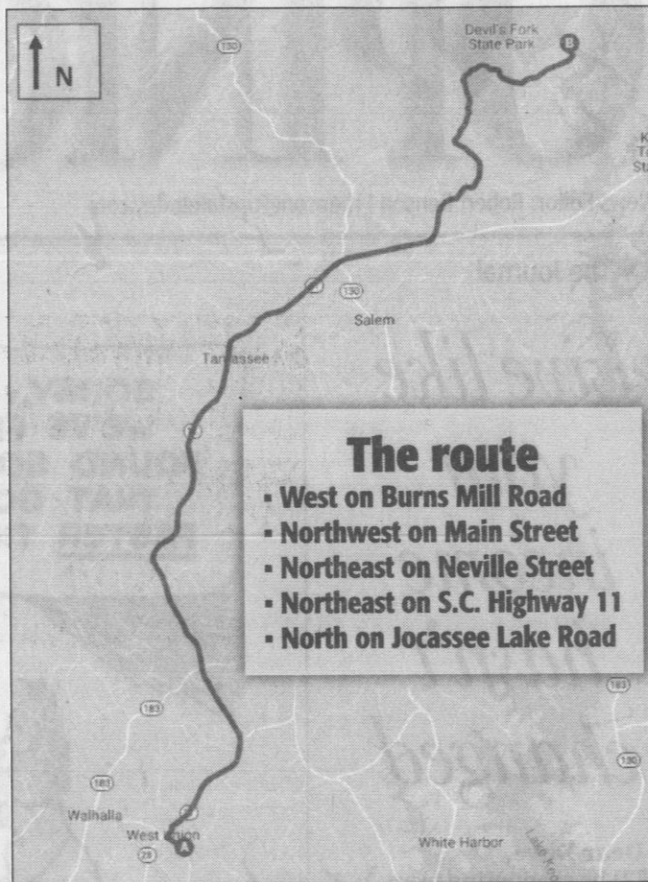 N
130
Devil's Fork
State Park
B
130
Salem
Tamassee
The route
▪ West on Burns Mill Road
▪ Northwest on Main Street
▪ Northeast on Neville Street
▪ Northeast on S.C. Highway 11
▪ North on Jocassee Lake Road
183
183
130
183
Walhalla
West Union
A
28
White Harbor
Lake